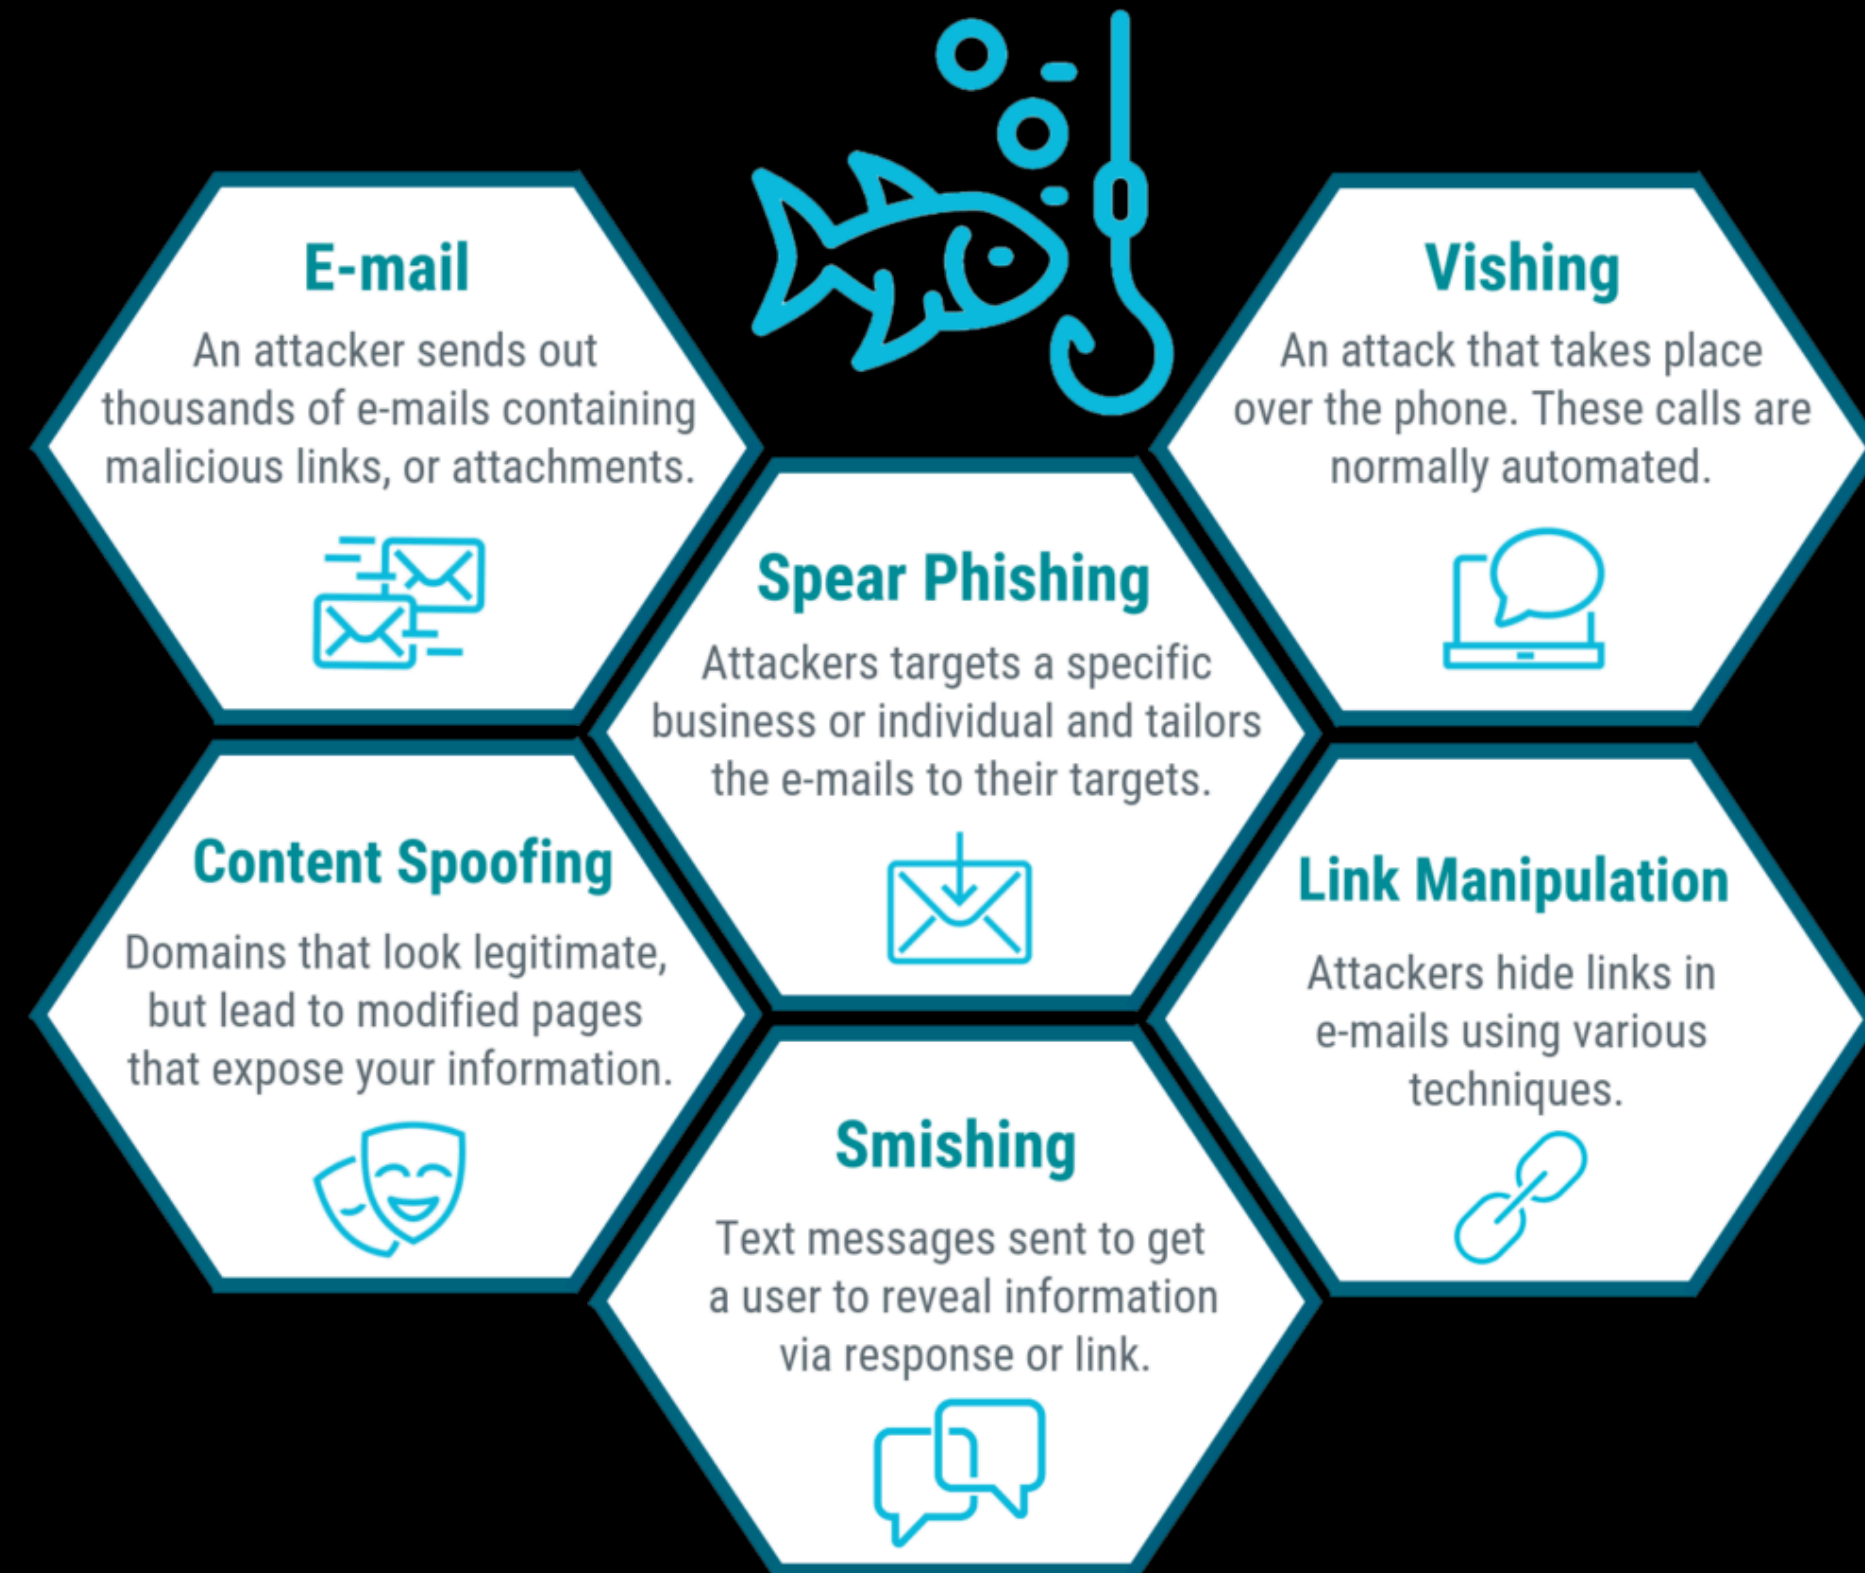 E-mail
An attacker sends out
thousands of e-mails containing
malicious links, or attachments.
Vishing
An attack that takes place
over the phone. These calls are
normally automated.
Spear Phishing
Attackers targets a specific
business or individual and tailors
the e-mails to their targets.
Content Spoofing
Domains that look legitimate,
but lead to modified pages
that expose your information.
Link Manipulation
Attackers hide links in
e-mails using various
techniques.
Smishing
Text messages sent to get
a user to reveal information
via response or link.